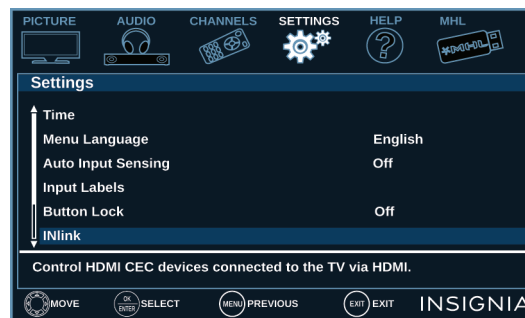 PICTURE AUDIO CHANNELS SETTINGS HELP MHL
MHL
Settings
Time
Menu Language English
Auto Input Sensing Off
Input Labels
Button Lock Off
INlink
Control HDMI CEC devices connected to the TV via HDMI.
MOVE OK ENTER SELECT MENU PREVIOUS EXIT EXIT INSIGNIA